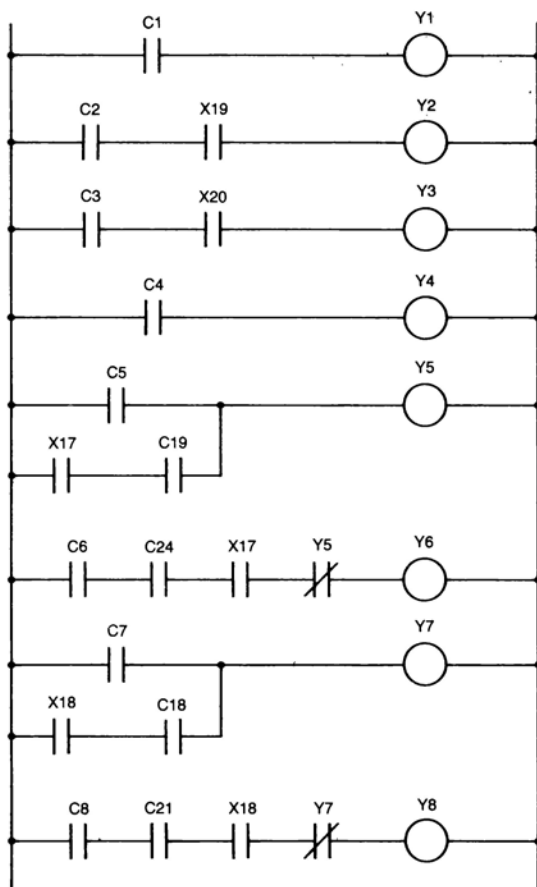 C1 Y1
C2 X19 Y2
C3 X20 Y3
C4 Y4
C5 Y5
X17 C19
C6 C24 X17 Y5 Y6
C7 Y7
X18 C18
C8 C21 X18 Y7 Y8